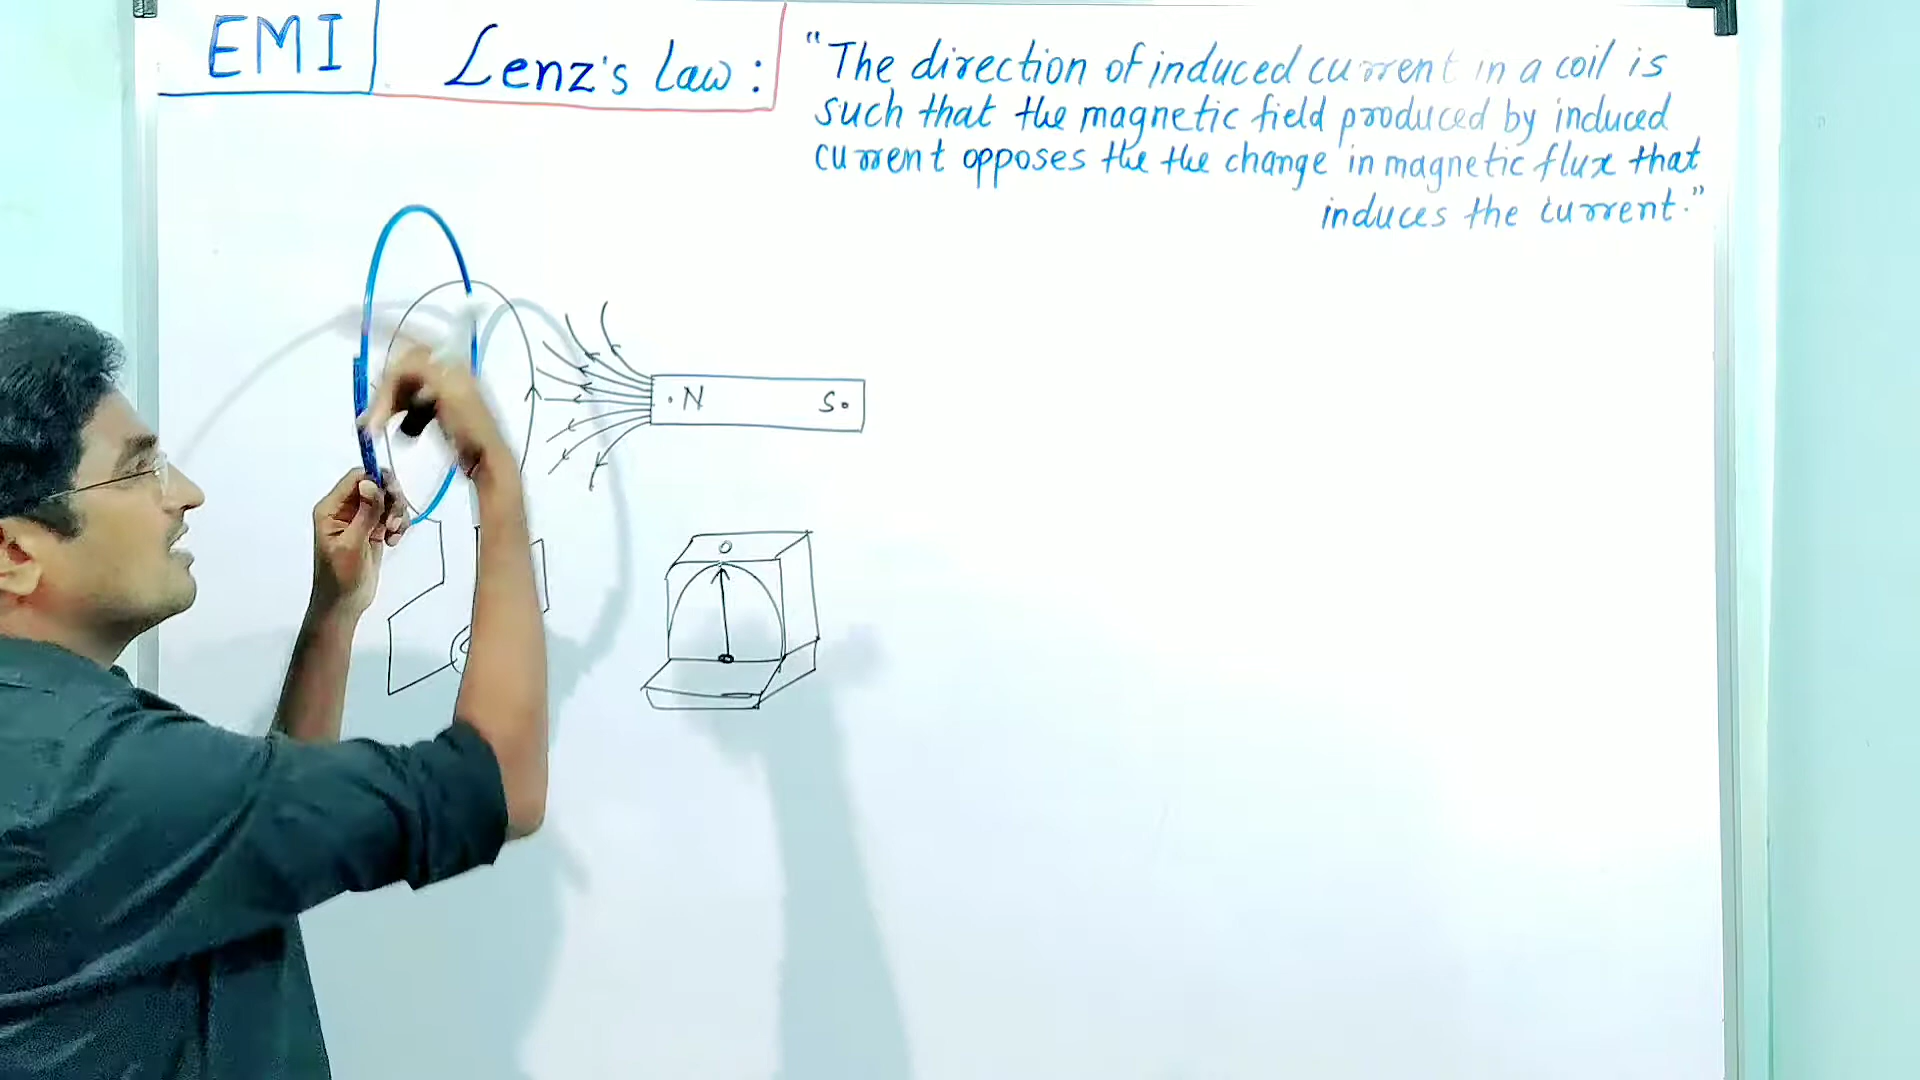 EMI
Lenz's Law:
"The direction of induced current in a coil is
such that the magnetic field produced by induced
current opposes the the change in magnetic flux that
induces the current."
N S